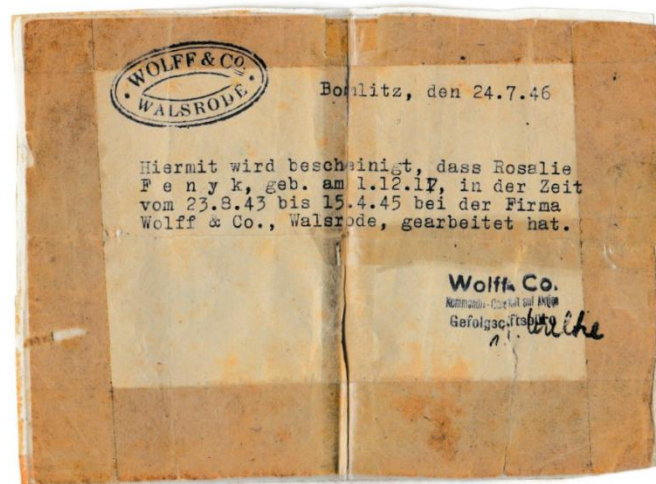 WOLFF & Co.
WALSRODE
Bomlitz, den 24.7.46
Hiermit wird bescheinigt, dass Rosalie
F e n y k, geb. am 1.12.17, in der Zeit
vom 23.8.43 bis 15.4.45 bei der Firma
Wolff & Co., Walsrode, gearbeitet hat.
Wolff & Co.
auf Aktien
Gefolgschaftsbüro